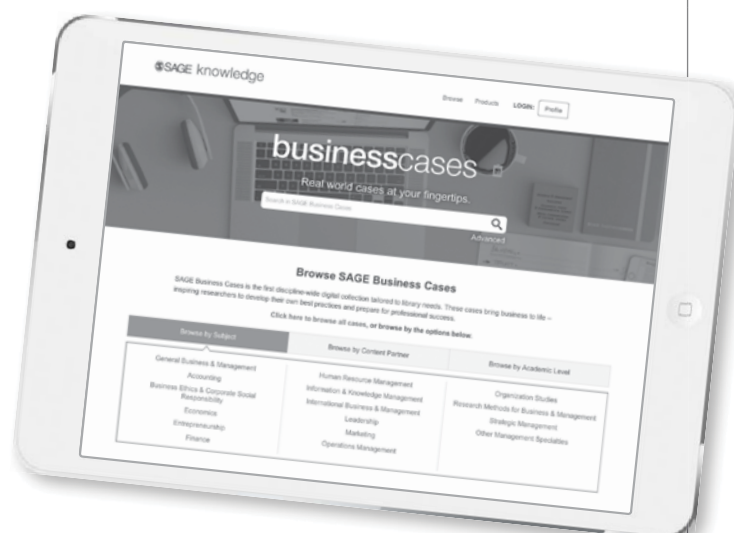 SAGE knowledge
Browse Products LOGIN: Profile
businesscases
Real world cases at your fingertips.
Search in SAGE Business Cases
Advanced
Browse SAGE Business Cases
SAGE Business Cases is the first discipline-wide digital collection tailored to library needs. These cases bring business to life –
inspiring researchers to develop their own best practices and prepare for professional success.
Click here to browse all cases, or browse by the options below:
Browse by Subject
Browse by Content Partner
Browse by Academic Level
General Business & Management
Accounting
Business Ethics & Corporate Social
Responsibility
Economics
Entrepreneurship
Finance
Human Resource Management
Information & Knowledge Management
International Business & Management
Leadership
Marketing
Operations Management
Organization Studies
Research Methods for Business & Management
Strategic Management
Other Management Specialties